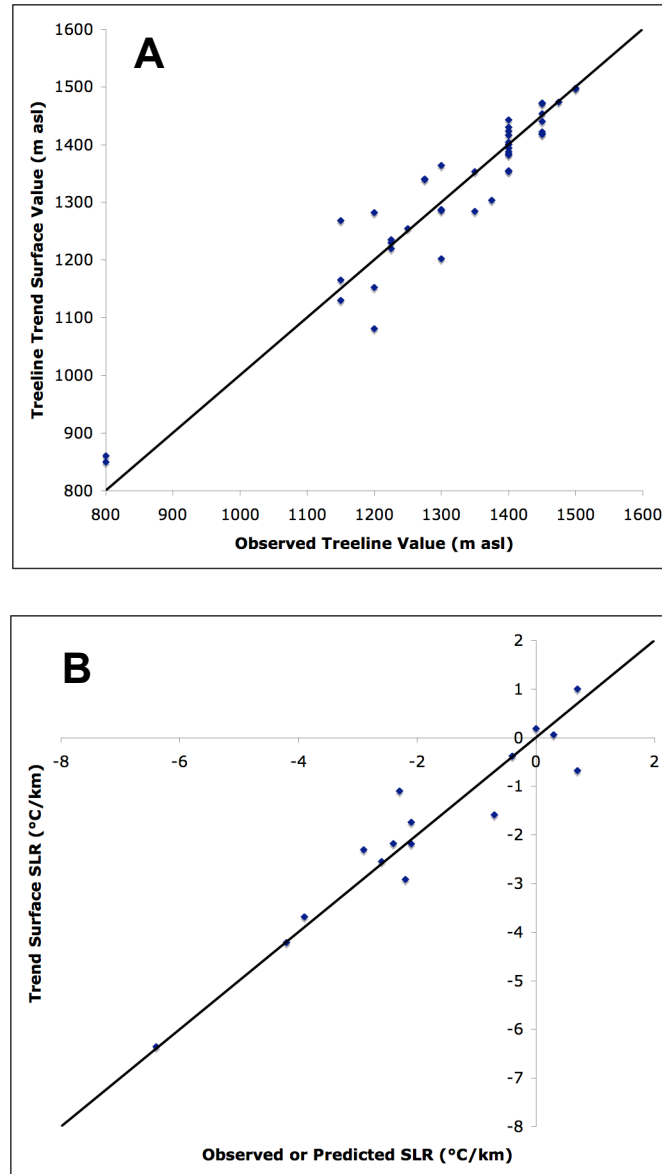 A
Treeline Trend Surface Value (m asl)
1600
1500
1400
1300
1200
1100
1000
900
800
800 900 1000 1100 1200 1300 1400 1500 1600
Observed Treeline Value (m asl)
B
Trend Surface SLR (°C/km)
2
1
0
-8 -6 -4 -2 0 2
-1
-2
-3
-4
-5
-6
-7
-8
Observed or Predicted SLR (°C/km)